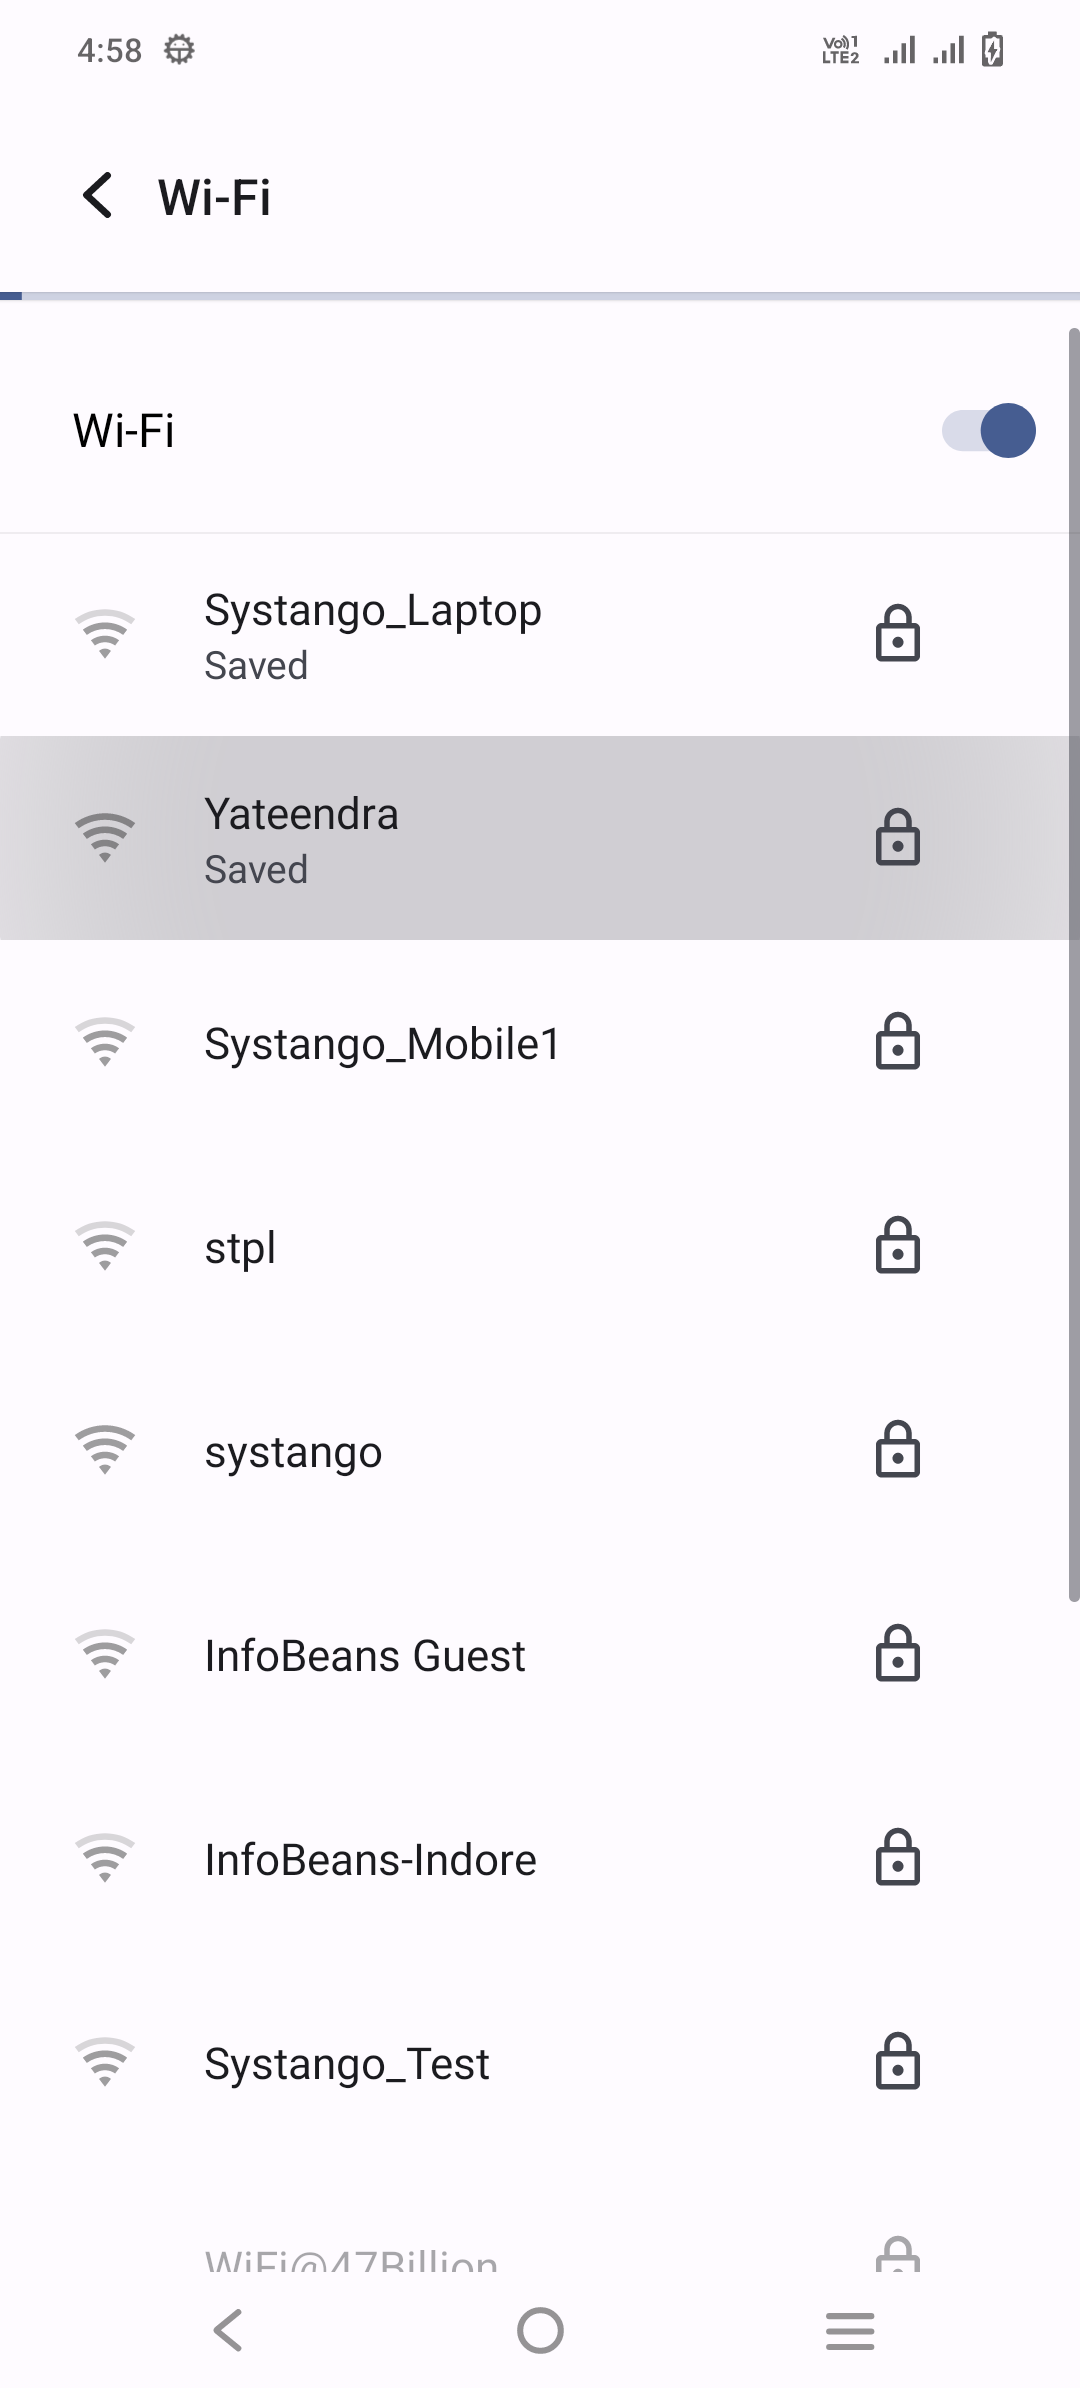 4:58
Vo)) 1
LTE2
Wi-Fi
Wi-Fi
Systango_Laptop
Saved
Yateendra
Saved
Systango_Mobile1
stpl
systango
InfoBeans Guest
InfoBeans-Indore
Systango_Test
WiFi@47Billion